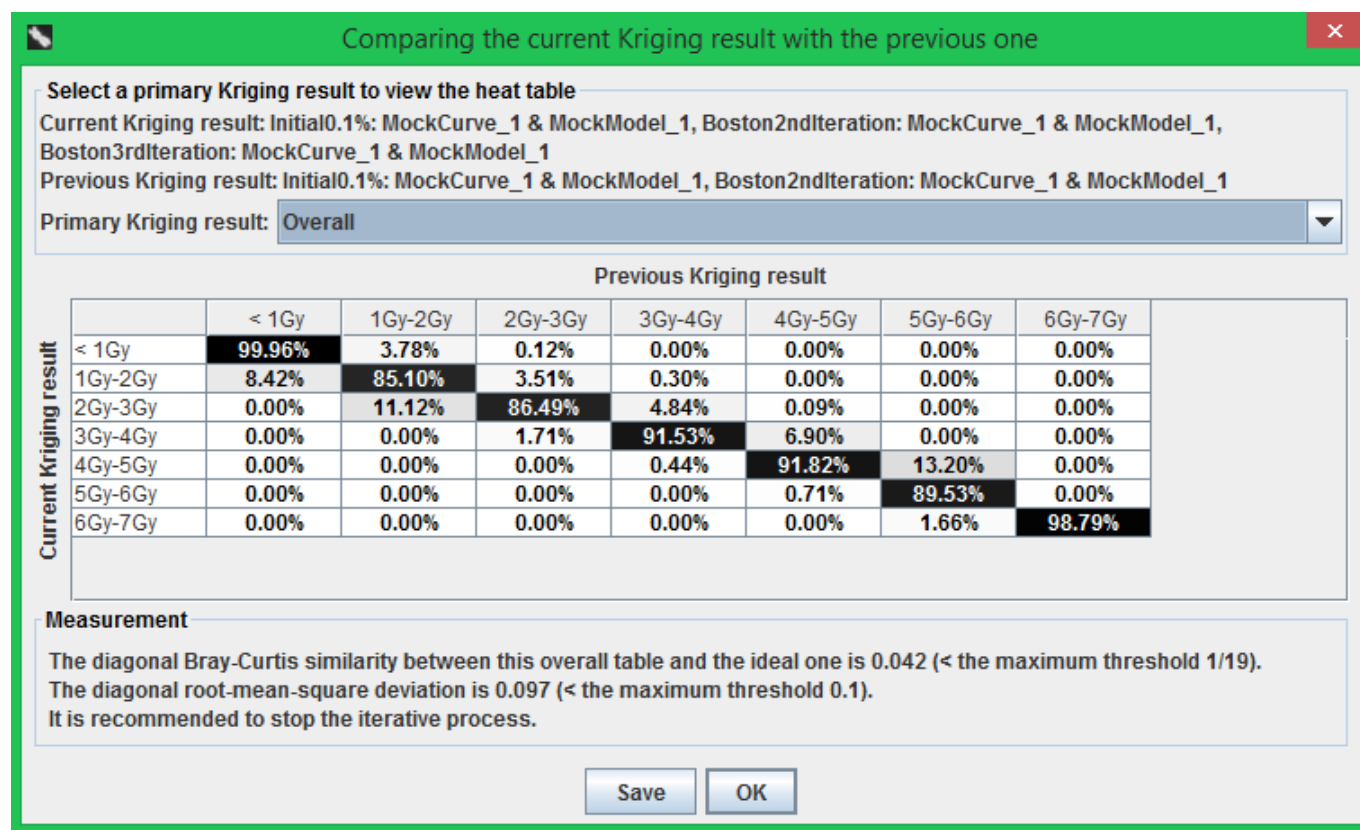 Comparing the current Kriging result with the previous one
Select a primary Kriging result to view the heat table
Current Kriging result: Initial0.1%: MockCurve_1 & MockModel_1, Boston2ndIteration: MockCurve_1 & MockModel_1,
Boston3rdIteration: MockCurve_1 & MockModel_1
Previous Kriging result: Initial0.1%: MockCurve_1 & MockModel_1, Boston2ndIteration: MockCurve_1 & MockModel_1
Primary Kriging result: Overall
Previous Kriging result
Current Kriging result
< 1Gy 1Gy-2Gy 2Gy-3Gy 3Gy-4Gy 4Gy-5Gy 5Gy-6Gy 6Gy-7Gy
< 1Gy 99.96% 3.78% 0.12% 0.00% 0.00% 0.00% 0.00%
1Gy-2Gy 8.42% 85.10% 3.51% 0.30% 0.00% 0.00% 0.00%
2Gy-3Gy 0.00% 11.12% 86.49% 4.84% 0.09% 0.00% 0.00%
3Gy-4Gy 0.00% 0.00% 1.71% 91.53% 6.90% 0.00% 0.00%
4Gy-5Gy 0.00% 0.00% 0.00% 0.44% 91.82% 13.20% 0.00%
5Gy-6Gy 0.00% 0.00% 0.00% 0.00% 0.71% 89.53% 0.00%
6Gy-7Gy 0.00% 0.00% 0.00% 0.00% 0.00% 1.66% 98.79%
Measurement
The diagonal Bray-Curtis similarity between this overall table and the ideal one is 0.042 (< the maximum threshold 1/19).
The diagonal root-mean-square deviation is 0.097 (< the maximum threshold 0.1).
It is recommended to stop the iterative process.
Save OK